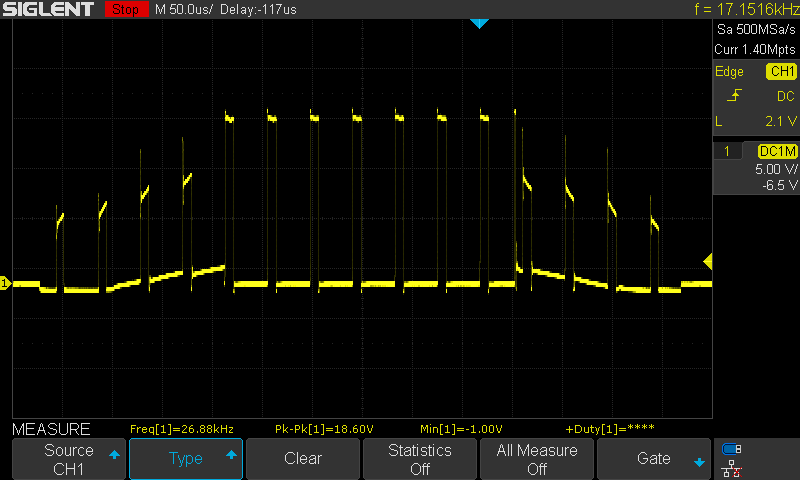 SIGLENT Stop M 50.0us/ Delay:-117us f = 17.1516kHz
Sa 500MSa/s
Curr 1.40Mpts
Edge CH1
DC
L 2.1 V
1 DC1M
5.00 V/
-6.5 V
1
MEASURE Freq[1]=26.88kHz Pk-Pk[1]=18.60V Min[1]=-1.00V +Duty[1]=****
Source CH1
Type
Clear
Statistics Off
All Measure Off
Gate